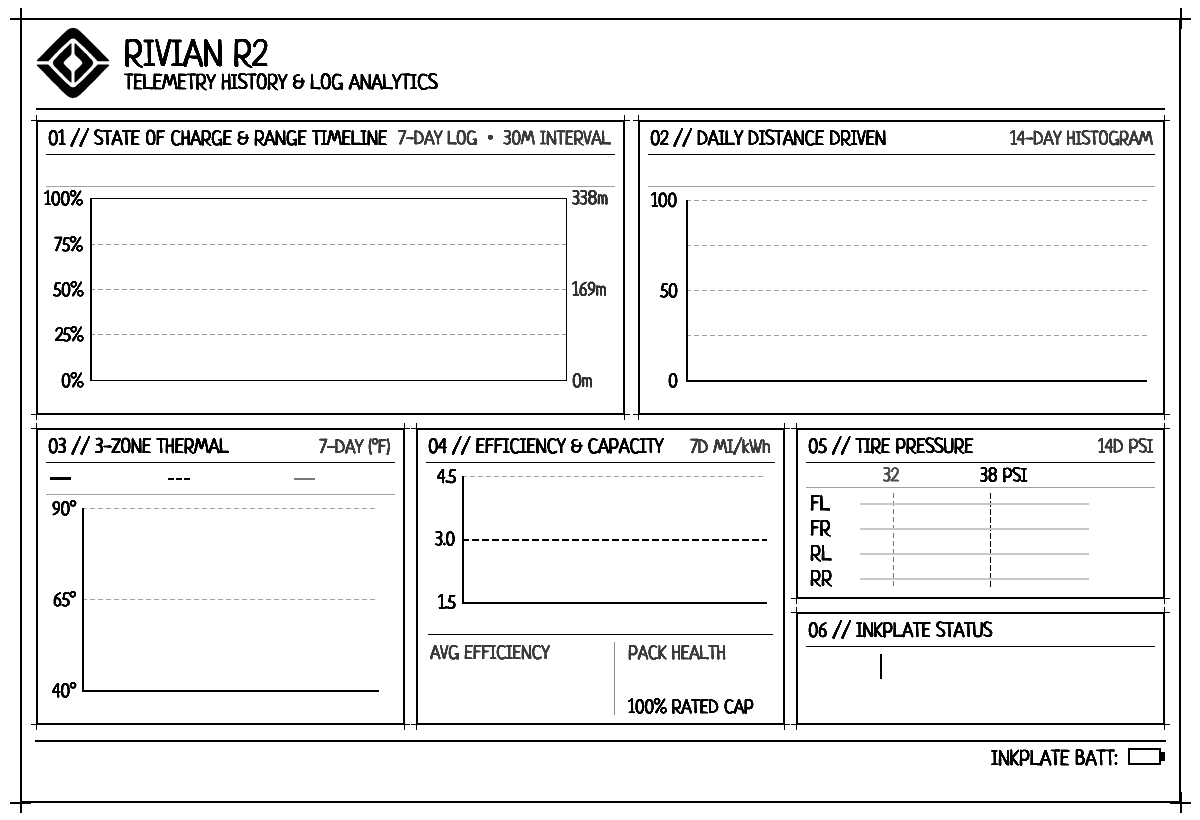 RIVIAN R2
TELEMETRY HISTORY & LOG ANALYTICS
01 // STATE OF CHARGE & RANGE TIMELINE 7-DAY LOG • 30M INTERVAL
100%
338m
75%
50%
169m
25%
0%
0m
02 // DAILY DISTANCE DRIVEN 14-DAY HISTOGRAM
100
50
0
03 // 3-ZONE THERMAL 7-DAY (°F)
90°
65°
40°
04 // EFFICIENCY & CAPACITY 7D MI/kWh
4.5
3.0
1.5
AVG EFFICIENCY
PACK HEALTH
100% RATED CAP
05 // TIRE PRESSURE 14D PSI
32 38 PSI
FL
FR
RL
RR
06 // INKPLATE STATUS
INKPLATE BATT: